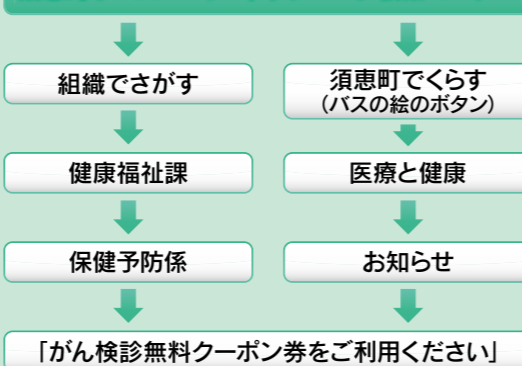 組織でさがす
健康福祉課
保健予防係
須恵町でくらす
(バスの絵のボタン)
医療と健康
お知らせ
「がん検診無料クーポン券をご利用ください」